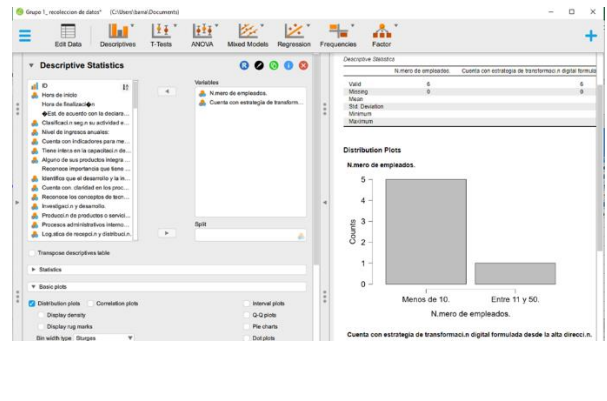 Grupo 1_ recoleccion de datos* (C:\Users\bama\Documents)
Edit Data
Descriptives
T-Tests
ANOVA
Mixed Models
Regression
Frequencies
Factor
Descriptive Statistics
ID
Hora de inicio
Hora de finalizaci�n
�Est. de acuerdo con la declara...
Clasificaci.n seg.n su actividad e...
Nivel de ingresos anuales:
Cuenta con indicadores para me...
Tiene inter.s en la capacitaci.n de...
Alguno de sus productos integra...
Reconoce importancia que tiene ...
Identifica que el desarrollo y la in...
Cuenta con. claridad en los proc...
Reconoce los conceptos de tecn...
Investigaci.n y desarrollo.
Producci.n de productos o servici...
Procesos administrativos interno...
Log.stica de recepci.n y distribuci.n.
Variables
N.mero de empleados.
Cuenta con estrategia de transform...
Split
Transpose descriptives table
Statistics
Basic plots
Distribution plots
Correlation plots
Interval plots
Display density
Q-Q plots
Display rug marks
Pie charts
Bin width type Sturges
Dot plots
Descriptive Statistics
N.mero de empleados. Cuenta con estrategia de transformaci.n digital formula
Valid 6 6
Missing 0 0
Mean
Std. Deviation
Minimum
Maximum
Distribution Plots
N.mero de empleados.
5
4
3
2
1
0
Counts
Menos de 10. Entre 11 y 50.
N.mero de empleados.
Cuenta con estrategia de transformaci.n digital formulada desde la alta direcci.n.